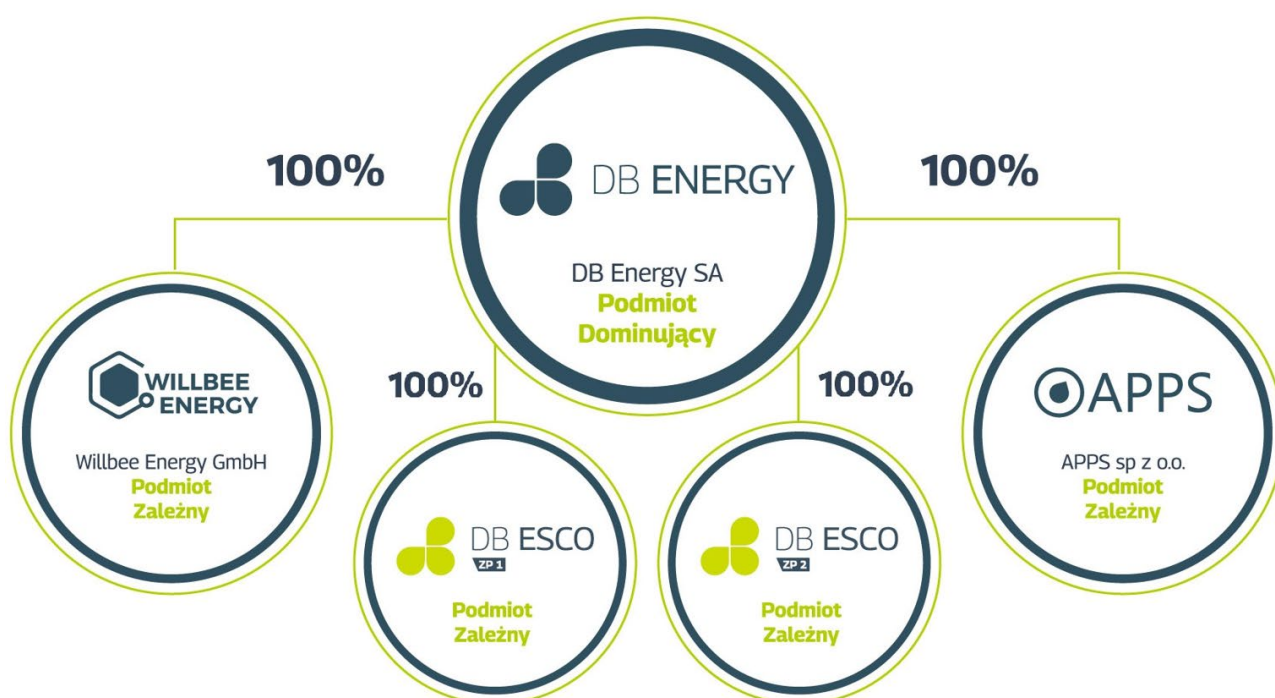 DB ENERGY
DB Energy SA
Podmiot
Dominujący
100%
100%
100%
100%
WILLBEE
ENERGY
Willbee Energy GmbH
Podmiot
Zależny
DB ESCO
ZP 1
Podmiot
Zależny
DB ESCO
ZP 2
Podmiot
Zależny
APPS
APPS sp z o.o.
Podmiot
Zależny